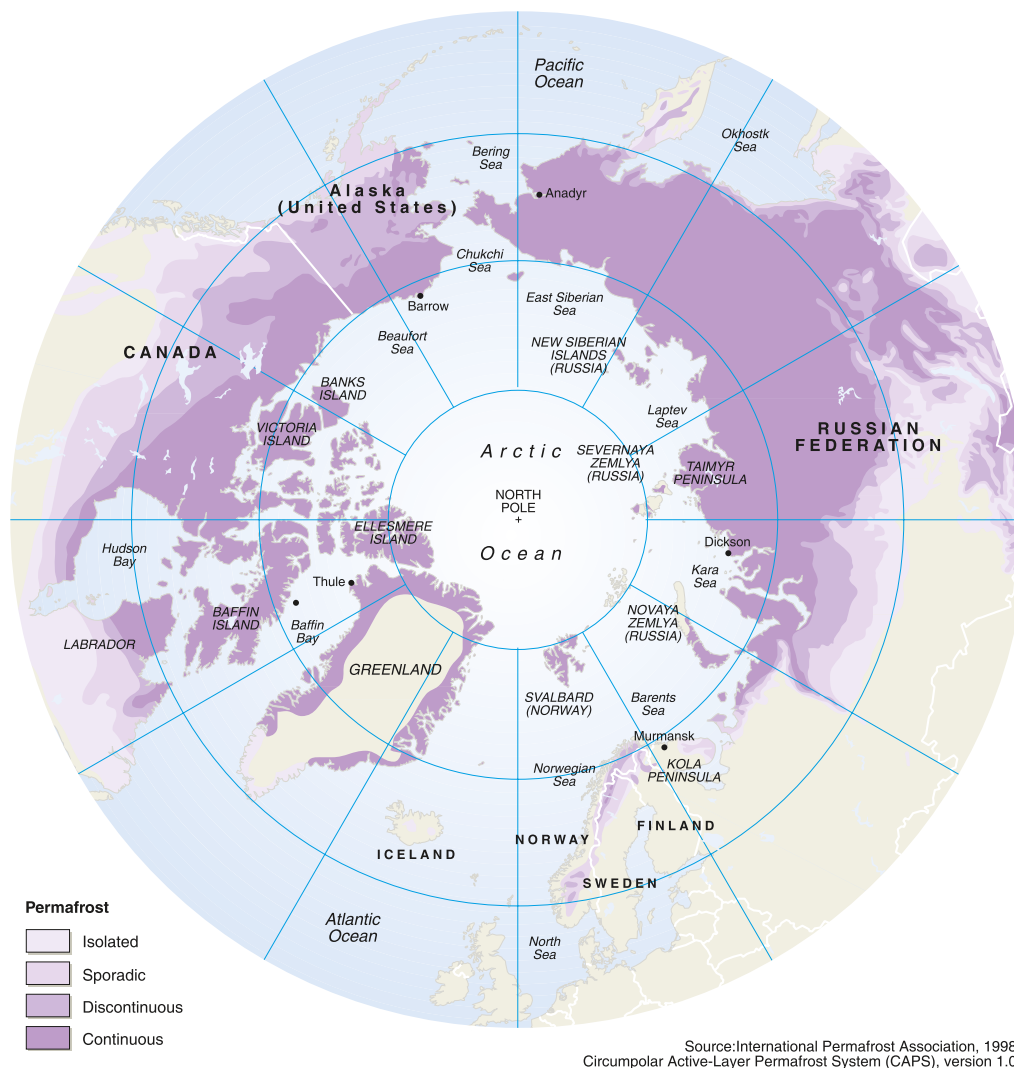 Pacific
Ocean
Okhostk
Sea
Bering
Sea
Anadyr
Alaska
(United States)
Chukchi
Sea
East Siberian
Sea
Barrow
Beaufort
Sea
NEW SIBERIAN
ISLANDS
(RUSSIA)
CANADA
BANKS
ISLAND
VICTORIA
ISLAND
Laptev
Sea
RUSSIAN
FEDERATION
Arctic
SEVERNAYA
ZEMLYA
(RUSSIA)
TAIMYR
PENINSULA
NORTH
POLE
+
ELLESMERE
ISLAND
Ocean
Hudson
Bay
Dickson
Kara
Sea
Thule
BAFFIN
ISLAND
Baffin
Bay
NOVAYA
ZEMLYA
(RUSSIA)
LABRADOR
GREENLAND
SVALBARD
(NORWAY)
Barents
Sea
Murmansk
Norwegian
Sea
KOLA
PENINSULA
NORWAY
FINLAND
ICELAND
SWEDEN
Atlantic
Ocean
North
Sea
Permafrost
Isolated
Sporadic
Discontinuous
Continuous
Source:International Permafrost Association, 1998
Circumpolar Active-Layer Permafrost System (CAPS), version 1.0